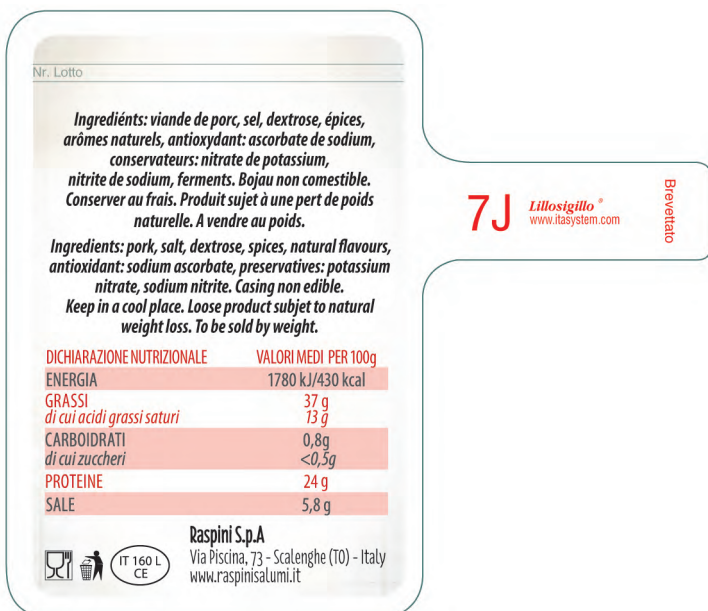 Nr. Lotto
Ingrediénts: viande de porc, sel, dextrose, épices,
arômes naturels, antioxydant: ascorbate de sodium,
conservateurs: nitrate de potassium,
nitrite de sodium, ferments. Bojau non comestible.
Conserver au frais. Produit sujet à une pert de poids
naturelle. A vendre au poids.
Ingredients: pork, salt, dextrose, spices, natural flavours,
antioxidant: sodium ascorbate, preservatives: potassium
nitrate, sodium nitrite. Casing non edible.
Keep in a cool place. Loose product subjet to natural
weight loss. To be sold by weight.
DICHIARAZIONE NUTRIZIONALE VALORI MEDI PER 100g
ENERGIA 1780 kJ/430 kcal
GRASSI 37 g
di cui acidi grassi saturi 13 g
CARBOIDRATI 0,8g
di cui zuccheri <0,5g
PROTEINE 24 g
SALE 5,8 g
Raspini S.p.A
Via Piscina, 73 - Scalenghe (TO) - Italy
www.raspinisalumi.it
IT 160 L
CE
7J
Lillosigillo ®
www.itasystem.com
Brevettato